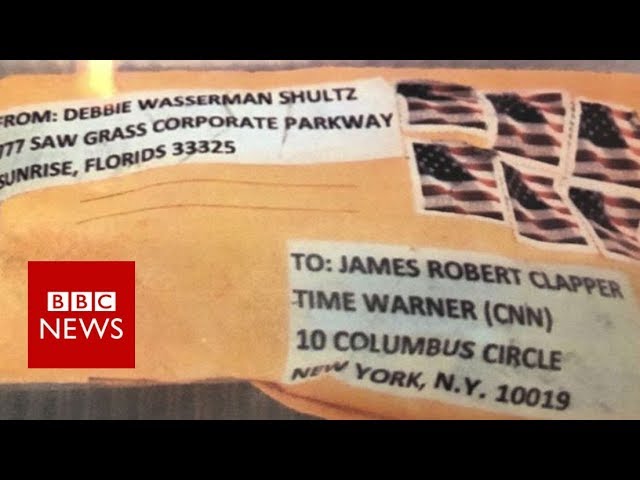 FROM: DEBBIE WASSERMAN SHULTZ
777 SAW GRASS CORPORATE PARKWAY
SUNRISE, FLORIDS 33325
TO: JAMES ROBERT CLAPPER
TIME WARNER (CNN)
10 COLUMBUS CIRCLE
NEW YORK, N.Y. 10019
BBC
NEWS